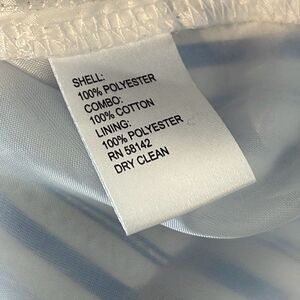 SHELL:
100% POLYESTER
COMBO:
100% COTTON
LINING:
100% POLYESTER
RN 58142
DRY CLEAN